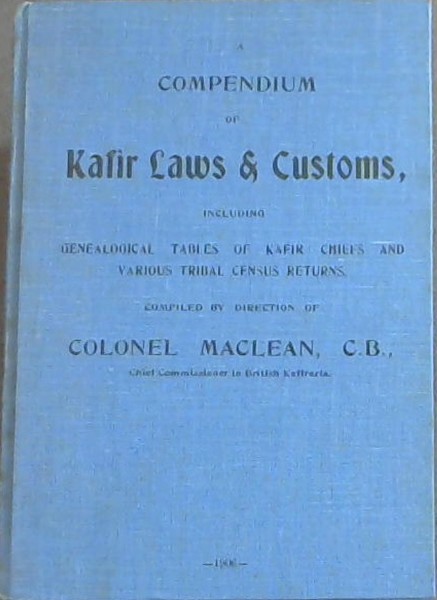 A
COMPENDIUM
OF
Kafir Laws & Customs,
INCLUDING
GENEALOGICAL TABLES OF KAFIR CHIEFS AND
VARIOUS TRIBAL CENSUS RETURNS.
COMPILED BY DIRECTION OF
COLONEL MACLEAN, C.B.,
Chief Commissioner in British Kaffraria.
—1906—